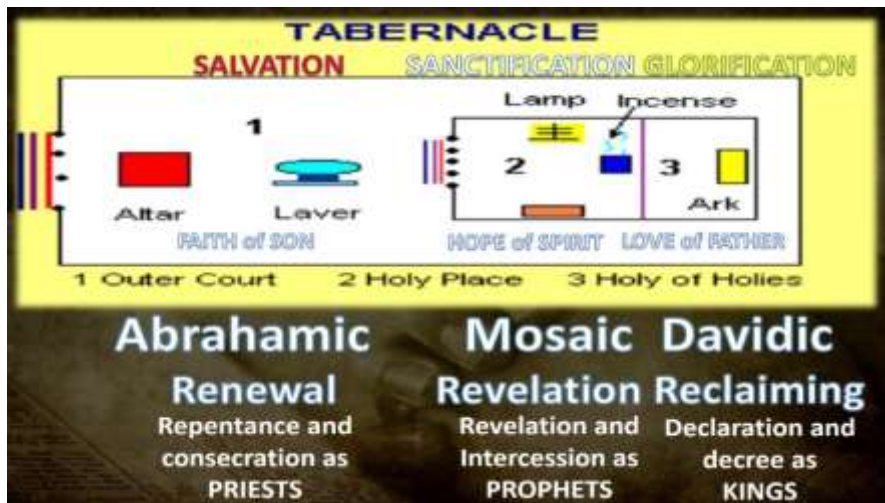 TABERNACLE
SALVATION SANCTIFICATION GLORIFICATION
Lamp Incense
1
2
3
Altar Laver Ark
FAITH of SON HOPE of SPIRIT LOVE of FATHER
1 Outer Court 2 Holy Place 3 Holy of Holies
Abrahamic Mosaic Davidic
Renewal Revelation Reclaiming
Repentance and Revelation and Declaration and
consecration as Intercession as decree as
PRIESTS PROPHETS KINGS